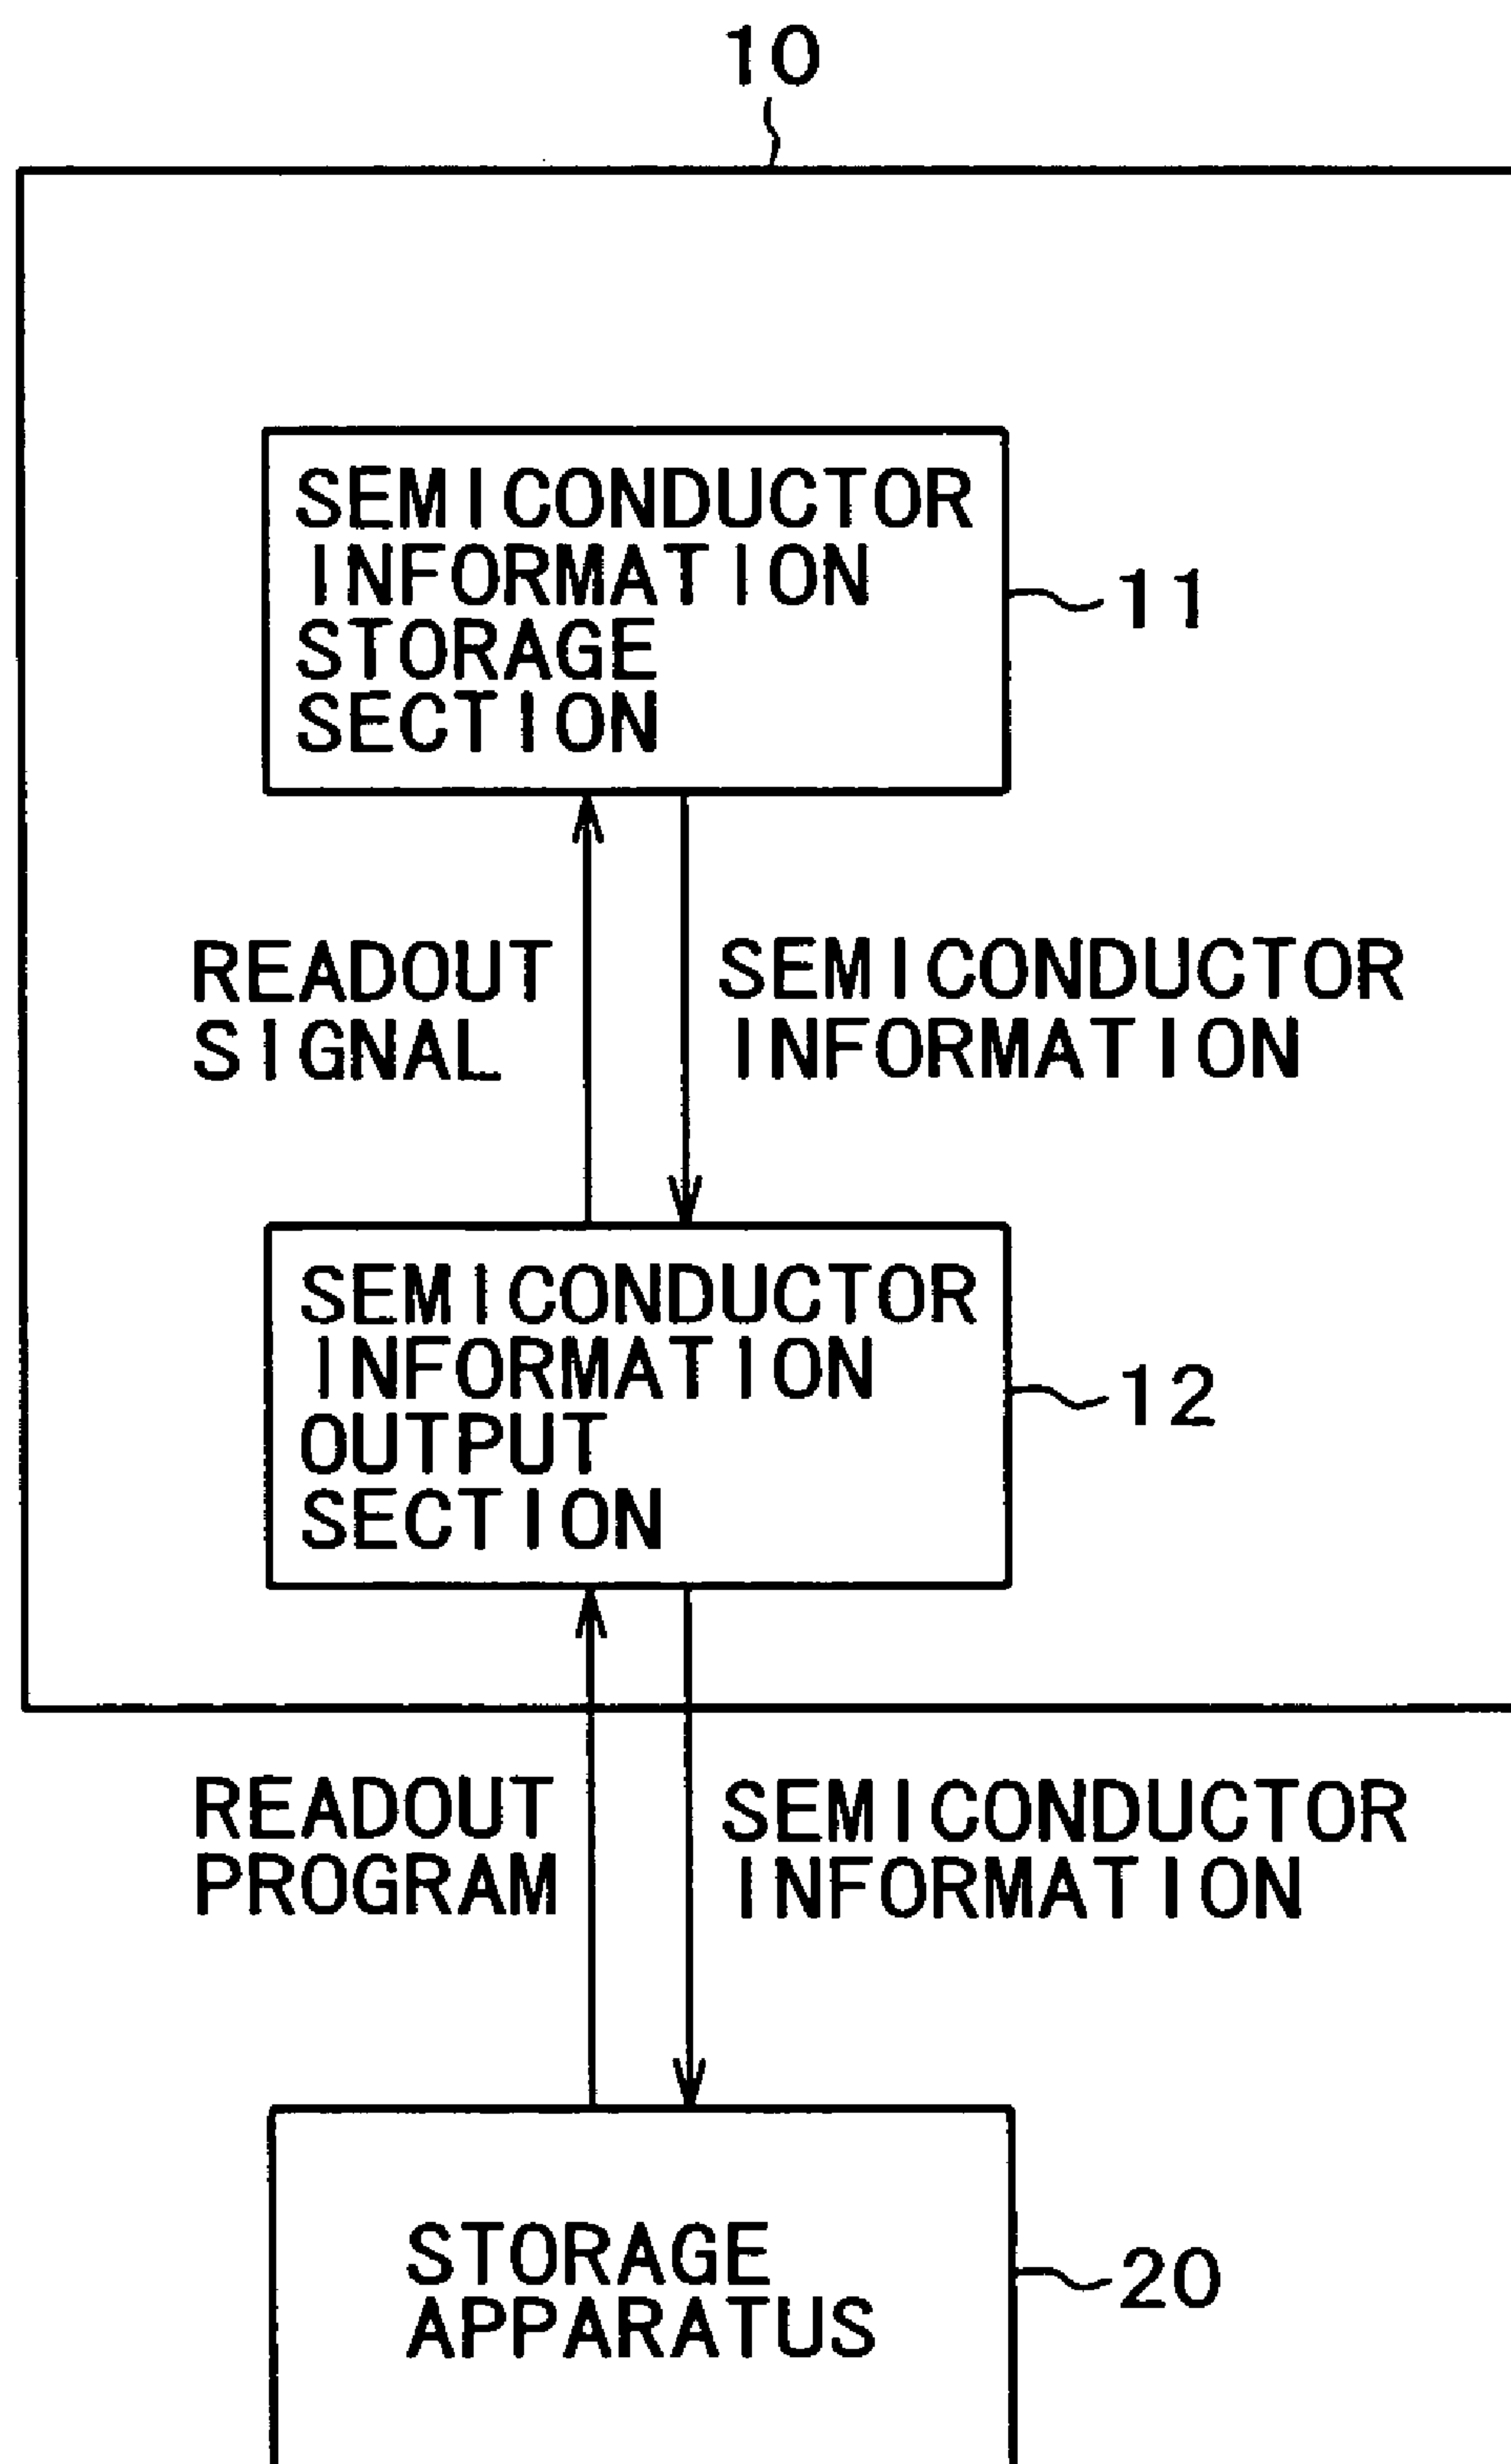 10
SEMICONDUCTOR
INFORMATION
STORAGE
SECTION
11
READOUT
SIGNAL
SEMICONDUCTOR
INFORMATION
SEMICONDUCTOR
INFORMATION
OUTPUT
SECTION
12
READOUT
PROGRAM
SEMICONDUCTOR
INFORMATION
STORAGE
APPARATUS
20